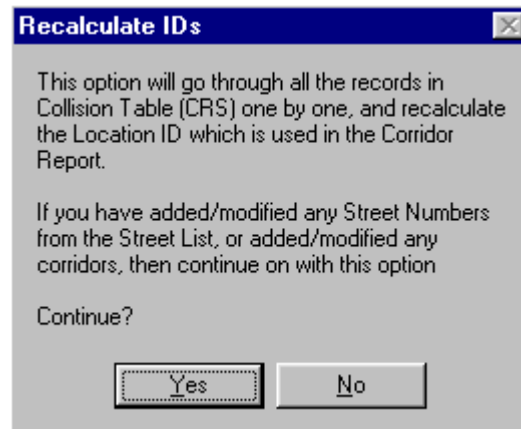 Recalculate IDs
This option will go through all the records in
Collision Table (CRS) one by one, and recalculate
the Location ID which is used in the Corridor
Report.
If you have added/modified any Street Numbers
from the Street List, or added/modified any
corridors, then continue on with this option
Continue?
Yes No